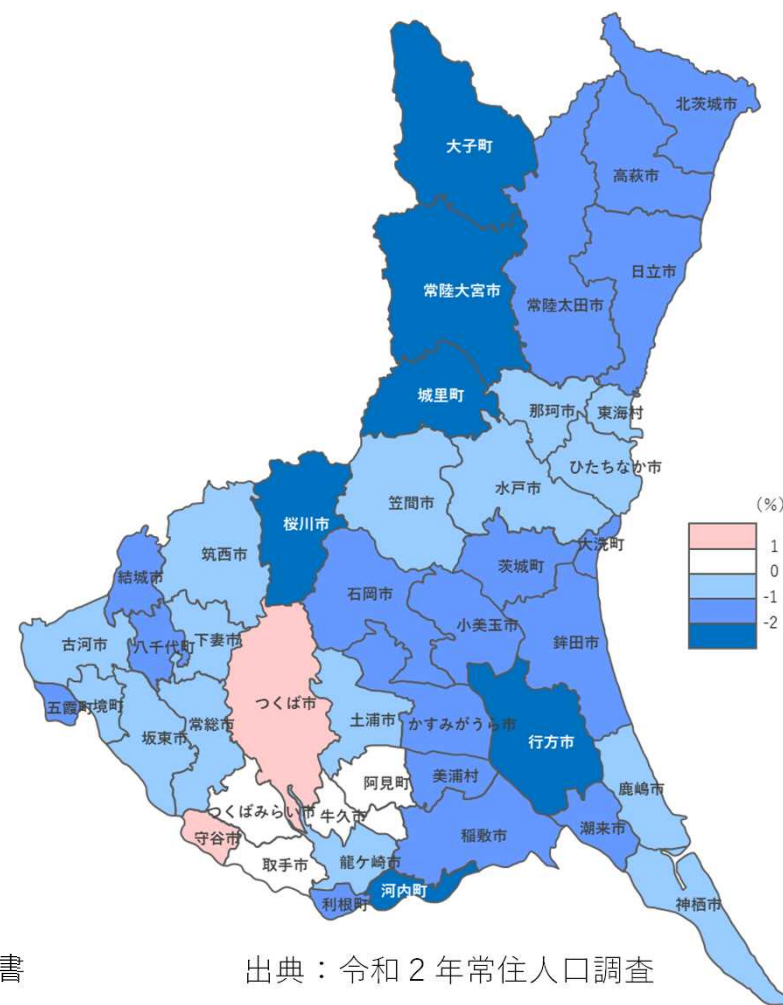 北茨城市
大子町
高萩市
日立市
常陸大宮市
常陸太田市
城里町
那珂市
東海村
ひたちなか市
水戸市
笠間市
(%)
1
0
-1
-2
桜川市
大洗町
筑西市
茨城町
結城市
石岡市
小美玉市
鉾田市
古河市
八千代町
下妻市
つくば市
五霞町
境町
坂東市
常総市
土浦市
かすみがうら市
行方市
阿見町
美浦村
鹿嶋市
つくばみらい市
牛久市
潮来市
守谷市
稲敷市
取手市
龍ケ崎市
河内町
利根町
神栖市
書
出典：令和2年常住人口調査